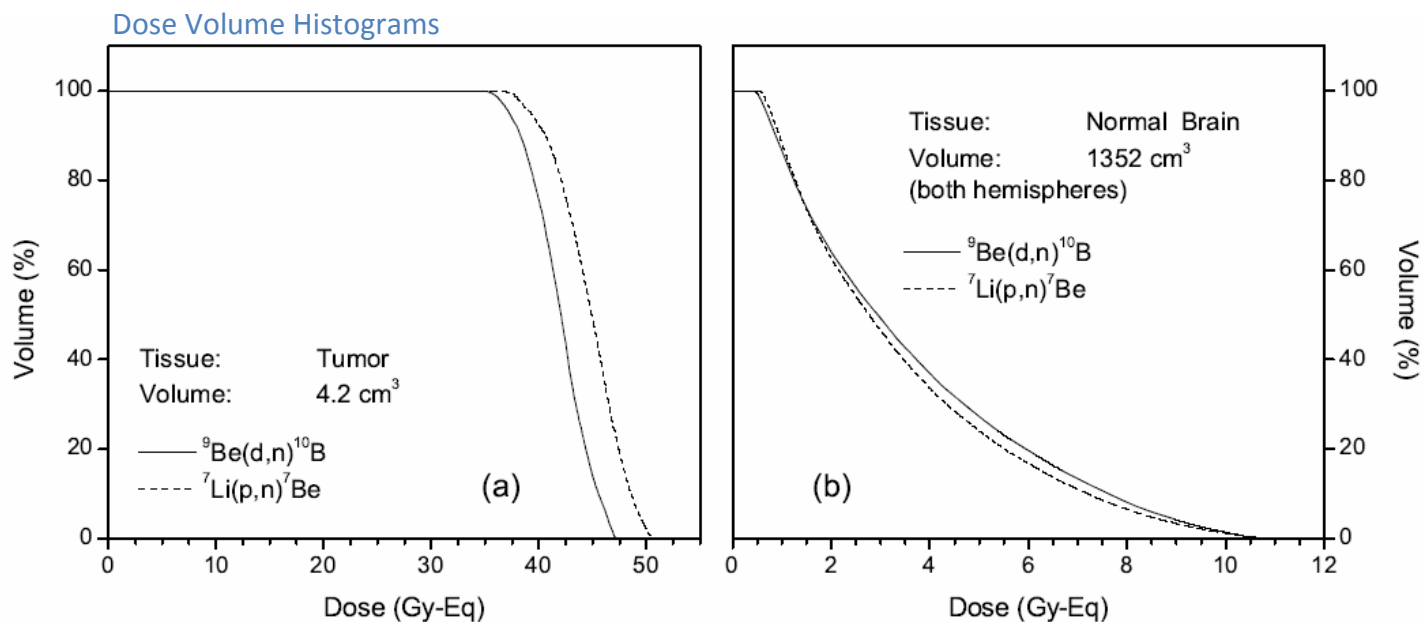 Dose Volume Histograms
Volume (%)
100
80
60
40
20
0
Tissue: Tumor
Volume: 4.2 cm³
⁹Be(d,n)¹⁰B
⁷Li(p,n)⁷Be
(a)
0 10 20 30 40 50
Dose (Gy-Eq)
Tissue: Normal Brain
Volume: 1352 cm³
(both hemispheres)
⁹Be(d,n)¹⁰B
⁷Li(p,n)⁷Be
(b)
0 2 4 6 8 10 12
Dose (Gy-Eq)
100
80
60
40
20
0
Volume (%)